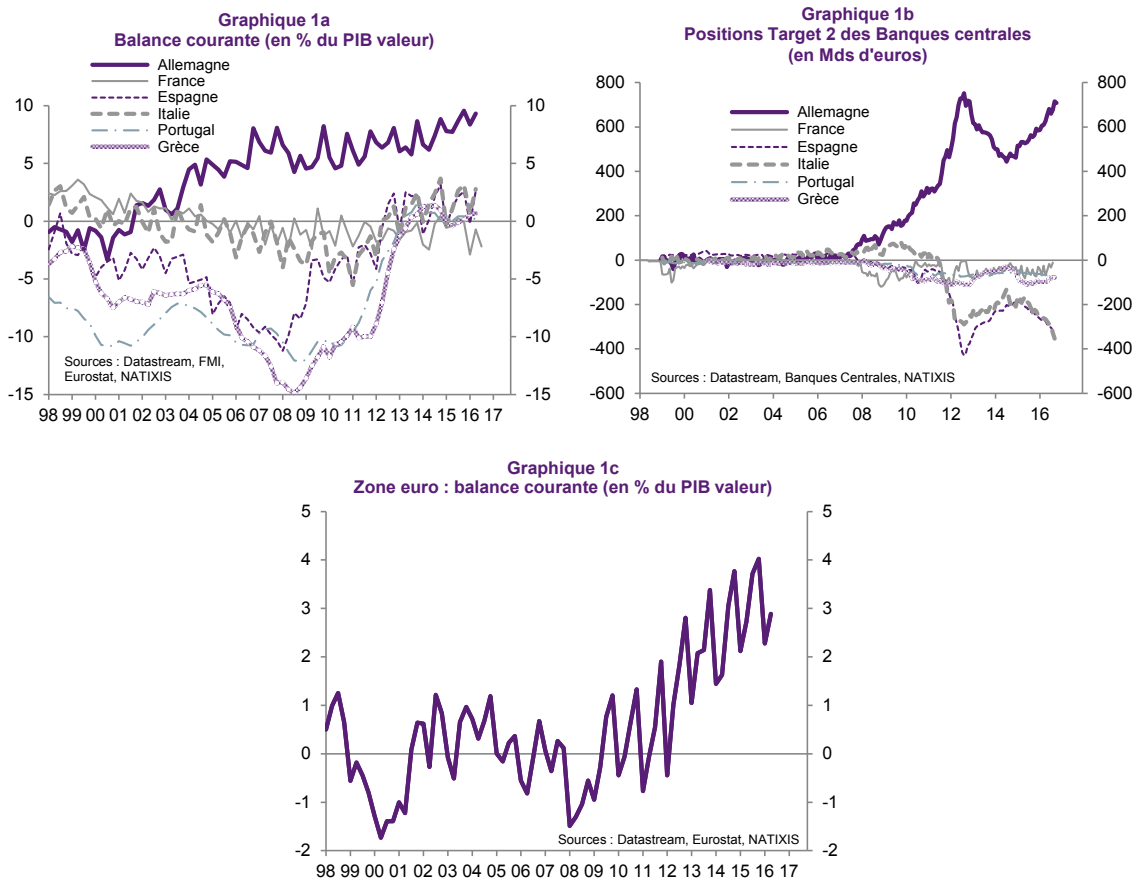 Graphique 1a
Balance courante (en % du PIB valeur)
Allemagne
France
Espagne
Italie
Portugal
Grèce
10 10
5 5
0 0
-5 -5
-10 -10
-15 -15
Sources : Datastream, FMI,
Eurostat, NATIXIS
98 99 00 01 02 03 04 05 06 07 08 09 10 11 12 13 14 15 16 17
Graphique 1b
Positions Target 2 des Banques centrales
(en Mds d'euros)
Allemagne
France
Espagne
Italie
Portugal
Grèce
800 800
600 600
400 400
200 200
0 0
-200 -200
-400 -400
-600 -600
Sources : Datastream, Banques Centrales, NATIXIS
98 00 02 04 06 08 10 12 14 16
Graphique 1c
Zone euro : balance courante (en % du PIB valeur)
5 5
4 4
3 3
2 2
1 1
0 0
-1 -1
-2 -2
Sources : Datastream, Eurostat, NATIXIS
98 99 00 01 02 03 04 05 06 07 08 09 10 11 12 13 14 15 16 17